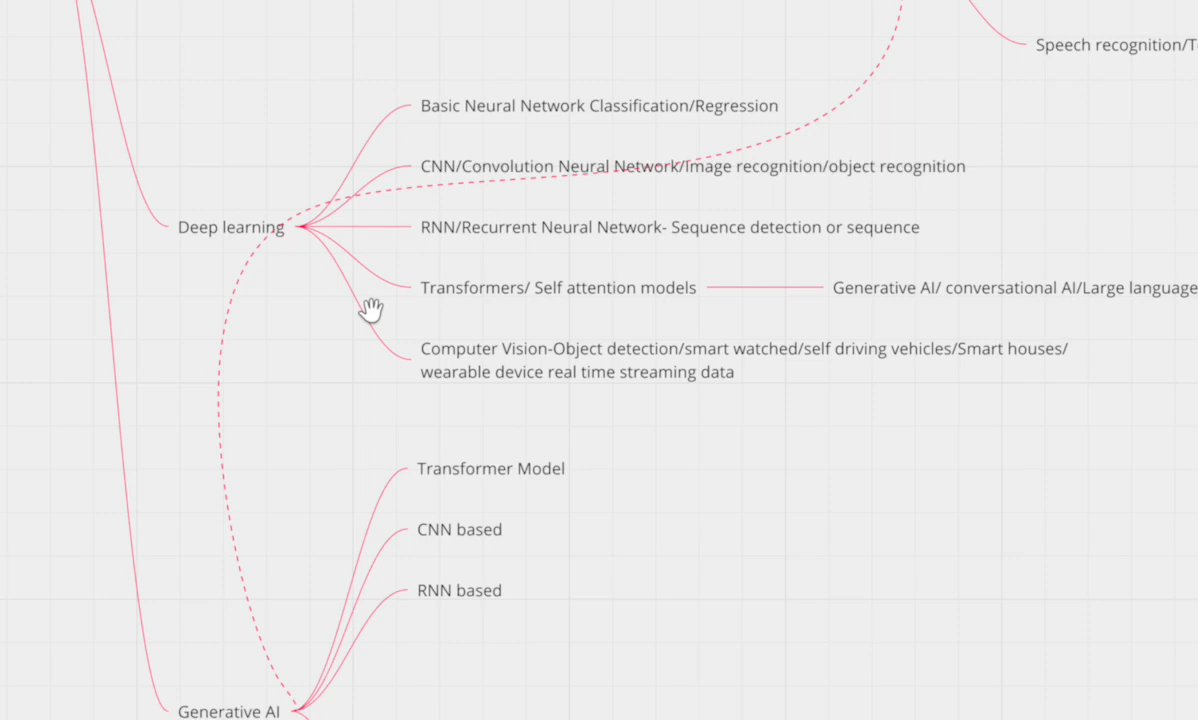 Speech recognition/T
Basic Neural Network Classification/Regression
CNN/Convolution Neural Network/Image recognition/object recognition
Deep learning
RNN/Recurrent Neural Network- Sequence detection or sequence
Transformers/ Self attention models
Generative AI/ conversational AI/Large language
Computer Vision-Object detection/smart watched/self driving vehicles/Smart houses/
wearable device real time streaming data
Transformer Model
CNN based
RNN based
Generative AI